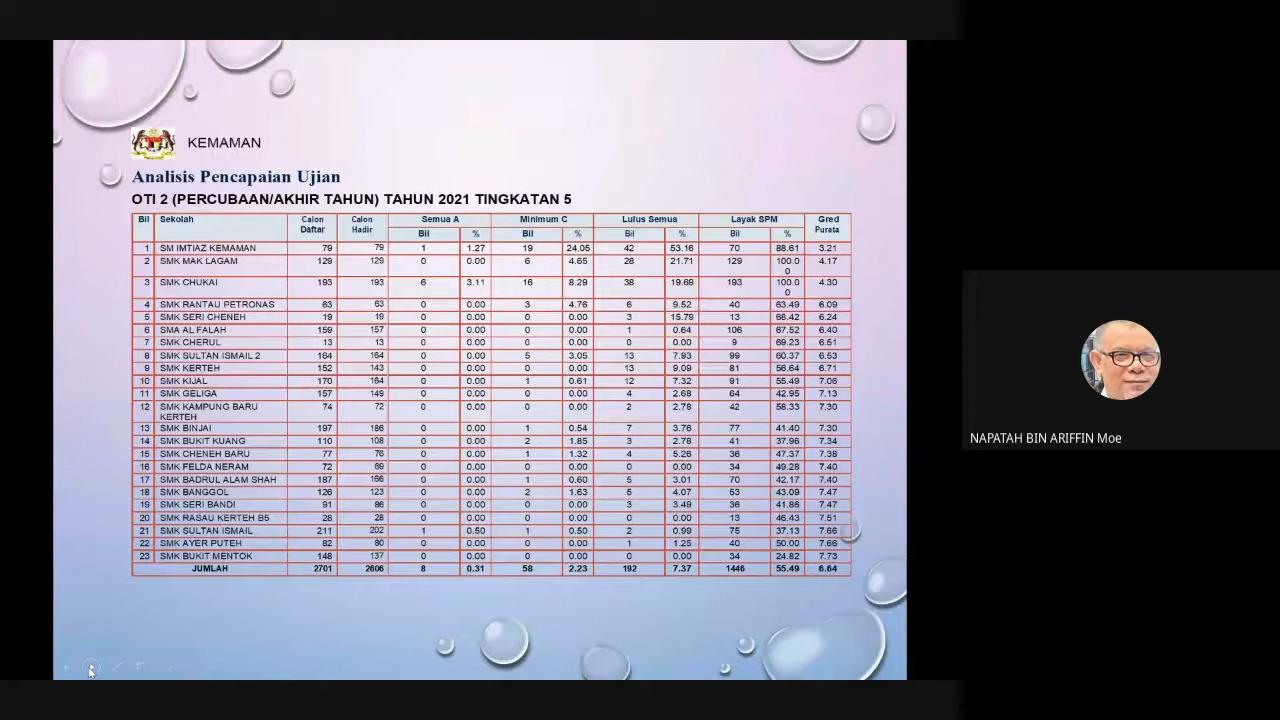 KEMAMAN
Analisis Pencapaian Ujian
OTI 2 (PERCUBAAN/AKHIR TAHUN) TAHUN 2021 TINGKATAN 5
Bil Sekolah Calon Daftar Calon Hadir Semua A Minimum C Lulus Semua Layak SPM Gred Purata
Bil % Bil % Bil % Bil %
1 SM IMTIAZ KEMAMAN 79 79 1 1.27 19 24.05 42 53.16 70 88.61 3.21
2 SMK MAK LAGAM 129 129 0 0.00 6 4.65 28 21.71 129 100.00 4.17
3 SMK CHUKAI 193 193 6 3.11 16 8.29 38 19.69 193 100.00 4.30
4 SMK RANTAU PETRONAS 63 63 0 0.00 3 4.76 6 9.52 40 63.49 6.09
5 SMK SERI CHENEH 19 19 0 0.00 0 0.00 3 15.79 13 68.42 6.24
6 SMA AL FALAH 159 157 0 0.00 0 0.00 1 0.64 106 67.52 6.40
7 SMK CHERUL 13 13 0 0.00 0 0.00 0 0.00 9 69.23 6.51
8 SMK SULTAN ISMAIL 2 164 164 0 0.00 5 3.05 13 7.93 99 60.37 6.53
9 SMK KERTEH 152 143 0 0.00 0 0.00 13 9.09 81 56.64 6.71
10 SMK KIJAL 170 164 0 0.00 1 0.61 12 7.32 91 55.49 7.06
11 SMK GELIGA 157 149 0 0.00 0 0.00 4 2.68 64 42.95 7.13
12 SMK KAMPUNG BARU KERTEH 74 72 0 0.00 0 0.00 2 2.78 42 58.33 7.30
13 SMK BINJAI 197 186 0 0.00 1 0.54 7 3.76 77 41.40 7.30
14 SMK BUKIT KUANG 110 108 0 0.00 2 1.85 3 2.78 41 37.96 7.34
15 SMK CHENEH BARU 77 76 0 0.00 1 1.32 4 5.26 36 47.37 7.38
16 SMK FELDA NERAM 72 69 0 0.00 0 0.00 0 0.00 34 49.28 7.40
17 SMK BADRUL ALAM SHAH 187 166 0 0.00 1 0.60 5 3.01 70 42.17 7.40
18 SMK BANGGOL 126 123 0 0.00 2 1.63 5 4.07 53 43.09 7.47
19 SMK SERI BANDI 91 86 0 0.00 0 0.00 3 3.49 36 41.86 7.47
20 SMK RASAU KERTEH B5 28 28 0 0.00 0 0.00 0 0.00 13 46.43 7.51
21 SMK SULTAN ISMAIL 211 202 1 0.50 1 0.50 2 0.99 75 37.13 7.66
22 SMK AYER PUTEH 82 80 0 0.00 0 0.00 1 1.25 40 50.00 7.66
23 SMK BUKIT MENTOK 148 137 0 0.00 0 0.00 0 0.00 34 24.82 7.73
JUMLAH 2701 2606 8 0.31 58 2.23 192 7.37 1446 55.49 6.64
NAPATAH BIN ARIFFIN Moe